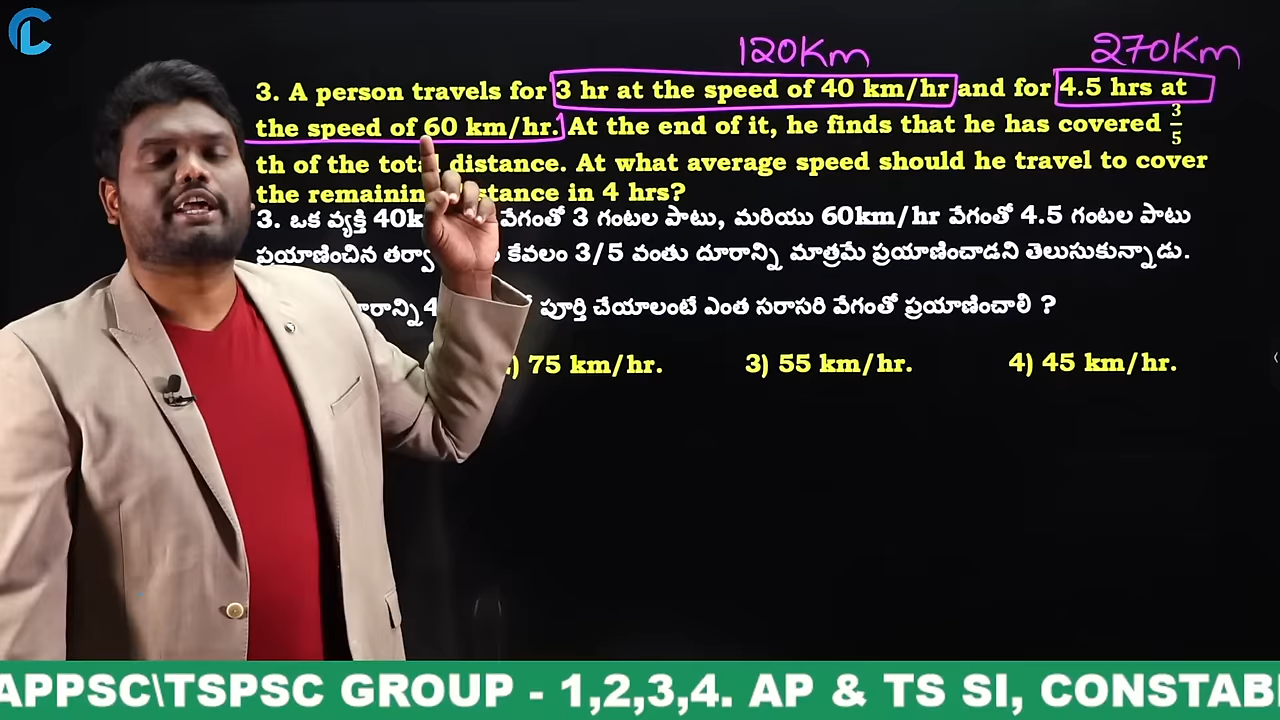 120Km 270Km
3. A person travels for 3 hr at the speed of 40 km/hr and for 4.5 hrs at
the speed of 60 km/hr. At the end of it, he finds that he has covered 3/5
th of the total distance. At what average speed should he travel to cover
the remaining distance in 4 hrs?
3. ఒక వ్యక్తి 40k వేగంతో 3 గంటల పాటు, మరియు 60km/hr వేగంతో 4.5 గంటల పాటు
ప్రయాణించిన కేవలం 3/5 వంతు దూరాన్ని మాత్రమే ప్రయాణించాడని తెలుసుకున్నాడు.
4 పూర్తి చేయాలంటే ఎంత సరాసరి వేగంతో ప్రయాణించాలి ?
75 km/hr. 3) 55 km/hr. 4) 45 km/hr.
APPSC\TSPSC GROUP - 1,2,3,4. AP & TS SI, CONSTAB